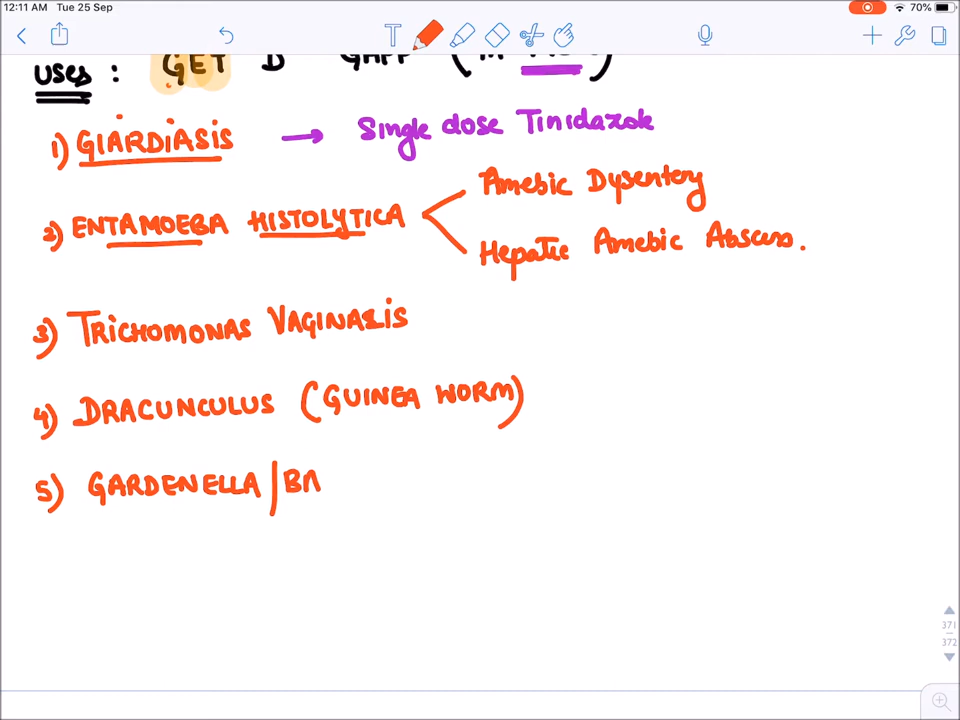 12:11 AM Tue 25 Sep 70%
T
Uses : GET B GAPP
1) GIARDIASIS → Single dose Tinidazole
Amebic Dysentery
2) ENTAMOEBA HISTOLYTICA
Hepatic Amebic Abscess.
3) TRICHOMONAS VAGINALIS
4) DRACUNCULUS (GUINEA WORM)
5) GARDENELLA | BA
371
372